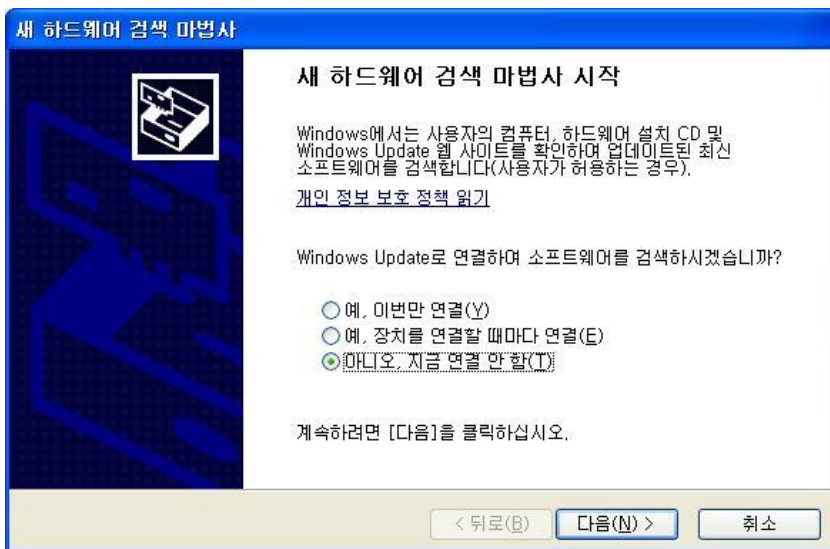 새 하드웨어 검색 마법사
새 하드웨어 검색 마법사 시작
Windows에서는 사용자의 컴퓨터, 하드웨어 설치 CD 및
Windows Update 웹 사이트를 확인하여 업데이트된 최신
소프트웨어를 검색합니다(사용자가 허용하는 경우).
개인 정보 보호 정책 읽기
Windows Update로 연결하여 소프트웨어를 검색하시겠습니까?
예, 이번만 연결(Y)
예, 장치를 연결할 때마다 연결(E)
아니오, 지금 연결 안 함(T)
계속하려면 [다음]을 클릭하십시오.
< 뒤로(B) 다음(N) > 취소